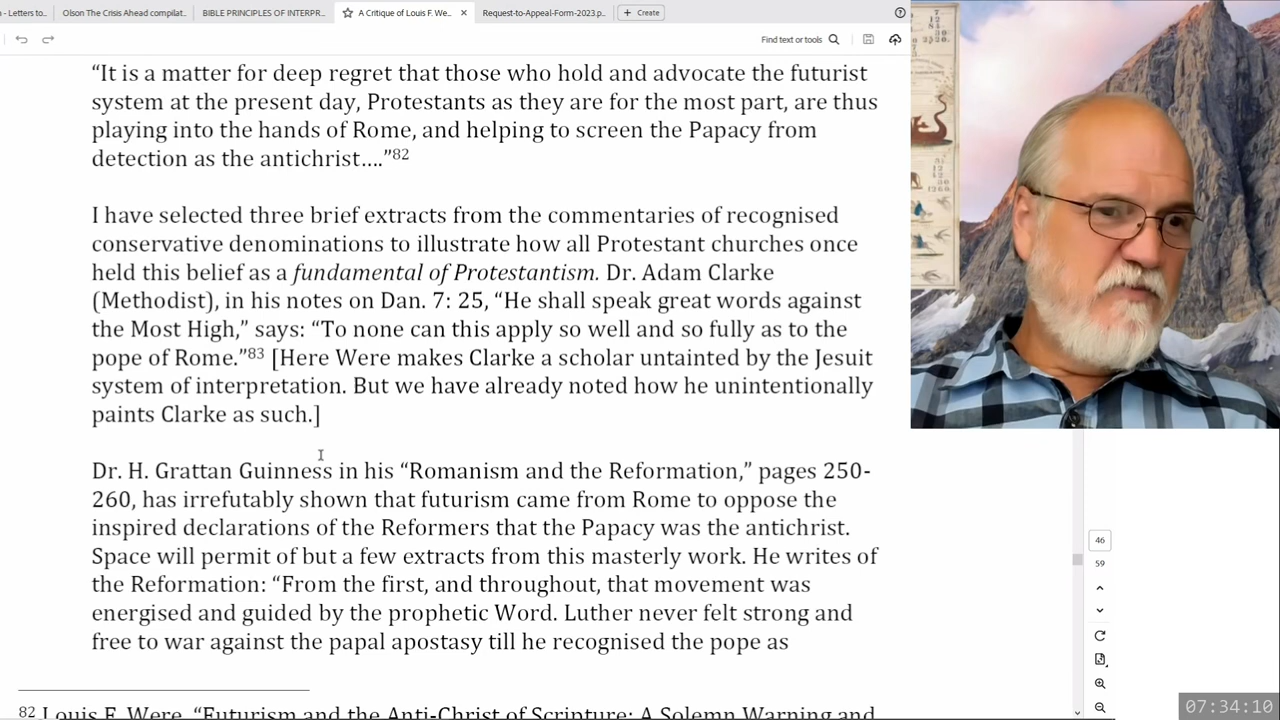 - Letters to...
Olson The Crisis Ahead compilat...
BIBLE PRINCIPLES OF INTERPR...
A Critique of Louis F. We...
Request-to-Appeal-Form-2023.p...
Create
Find text or tools
“It is a matter for deep regret that those who hold and advocate the futurist
system at the present day, Protestants as they are for the most part, are thus
playing into the hands of Rome, and helping to screen the Papacy from
detection as the antichrist….”82
I have selected three brief extracts from the commentaries of recognised
conservative denominations to illustrate how all Protestant churches once
held this belief as a fundamental of Protestantism. Dr. Adam Clarke
(Methodist), in his notes on Dan. 7: 25, “He shall speak great words against
the Most High,” says: “To none can this apply so well and so fully as to the
pope of Rome.”83 [Here Were makes Clarke a scholar untainted by the Jesuit
system of interpretation. But we have already noted how he unintentionally
paints Clarke as such.]
Dr. H. Grattan Guinness in his “Romanism and the Reformation,” pages 250-
260, has irrefutably shown that futurism came from Rome to oppose the
inspired declarations of the Reformers that the Papacy was the antichrist.
Space will permit of but a few extracts from this masterly work. He writes of
the Reformation: “From the first, and throughout, that movement was
energised and guided by the prophetic Word. Luther never felt strong and
free to war against the papal apostasy till he recognised the pope as
82 Louis F. Were, “Futurism and the Anti-Christ of Scripture: A Solemn Warning and
46
59
07:34:10